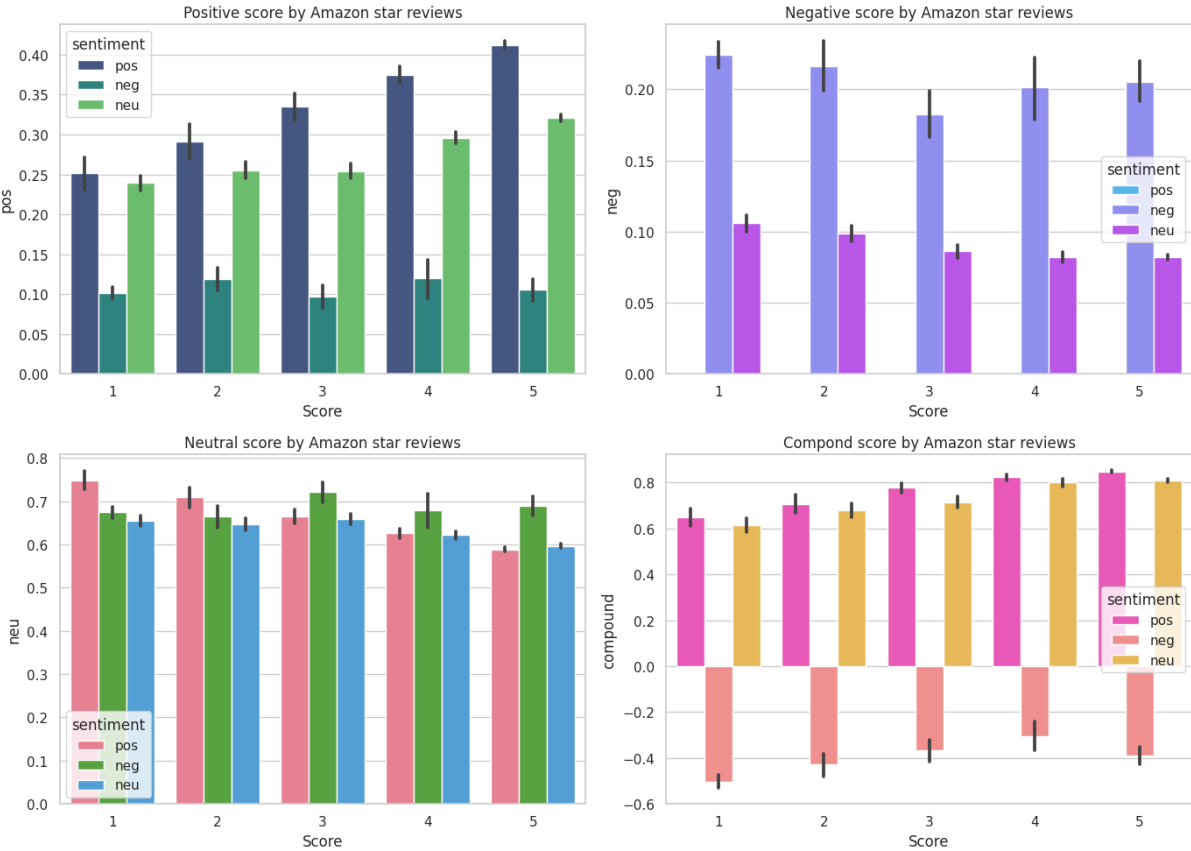 Positive score by Amazon star reviews
pos
0.40
0.35
0.30
0.25
0.20
0.15
0.10
0.05
0.00
sentiment
pos
neg
neu
1 2 3 4 5
Score
Negative score by Amazon star reviews
neg
0.20
0.15
0.10
0.05
0.00
sentiment
pos
neg
neu
1 2 3 4 5
Score
Neutral score by Amazon star reviews
neu
0.8
0.7
0.6
0.5
0.4
0.3
0.2
0.1
0.0
sentiment
pos
neg
neu
1 2 3 4 5
Score
Compond score by Amazon star reviews
compound
0.8
0.6
0.4
0.2
0.0
−0.2
−0.4
−0.6
sentiment
pos
neg
neu
1 2 3 4 5
Score